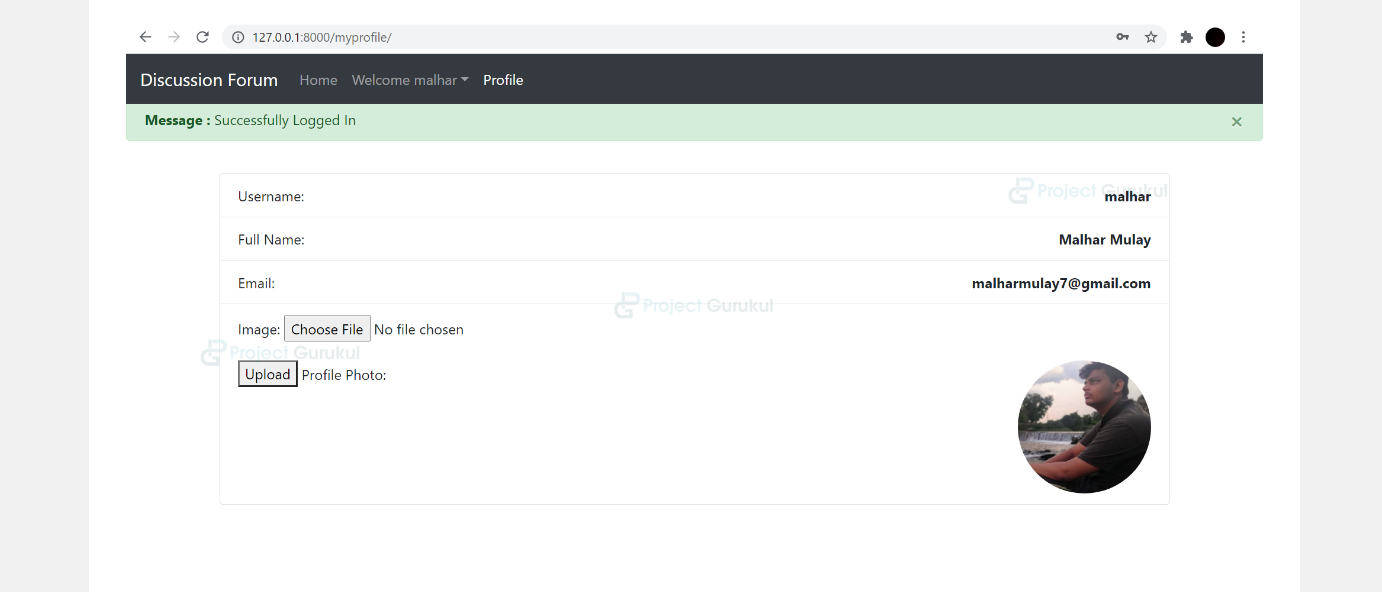 127.0.0.1:8000/myprofile/
Discussion Forum Home Welcome malhar Profile
Message : Successfully Logged In ×
Project Gurukul
Username: malhar
Full Name: Malhar Mulay
Email: malharmulay7@gmail.com
Project Gurukul
Image: Choose File No file chosen
Project Gurukul
Upload Profile Photo: